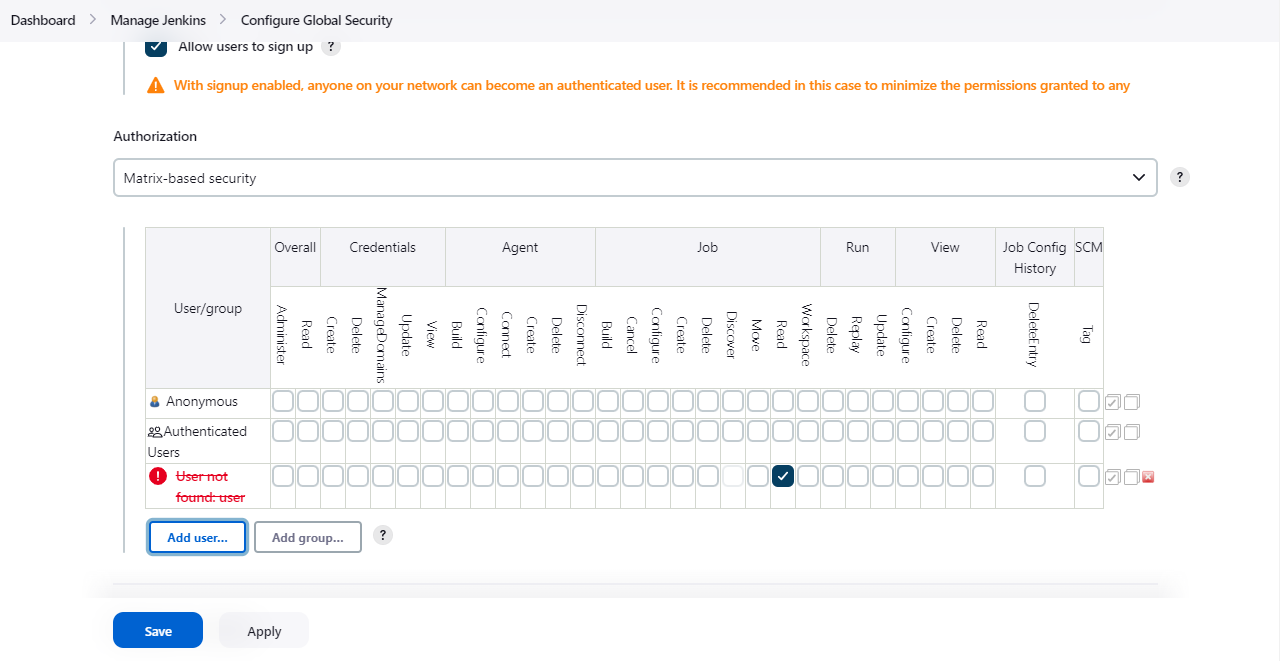 Dashboard > Manage Jenkins > Configure Global Security
Allow users to sign up ?
With signup enabled, anyone on your network can become an authenticated user. It is recommended in this case to minimize the permissions granted to any
Authorization
Matrix-based security ?
User/group
Overall Credentials Agent Job Run View Job Config History SCM
Administer Read Create Delete ManageDomains Update View Build Configure Connect Create Delete Disconnect Build Cancel Configure Create Delete Discover Move Read Workspace Delete Replay Update Configure Create Delete Read DeleteEntry Tag
Anonymous
Authenticated
Users
User not
found: user
Add user... Add group... ?
Save Apply